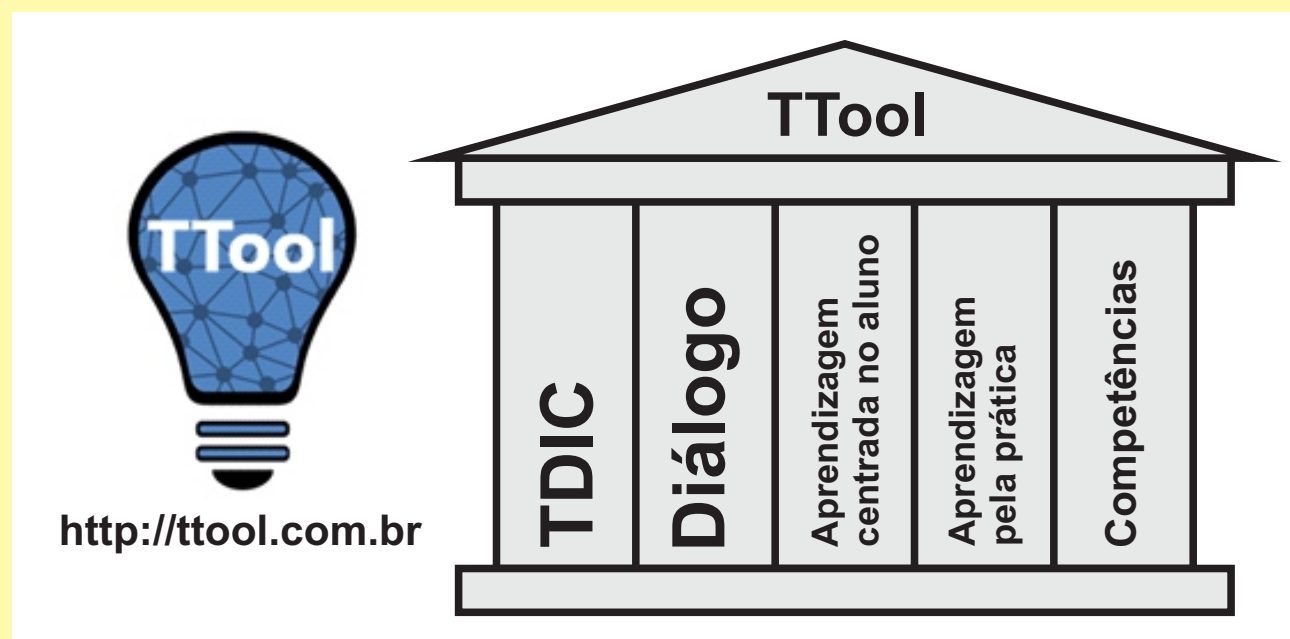 TTool
http://ttool.com.br
TTool
TDIC
Diálogo
Aprendizagem
centrada no aluno
Aprendizagem
pela prática
Competências